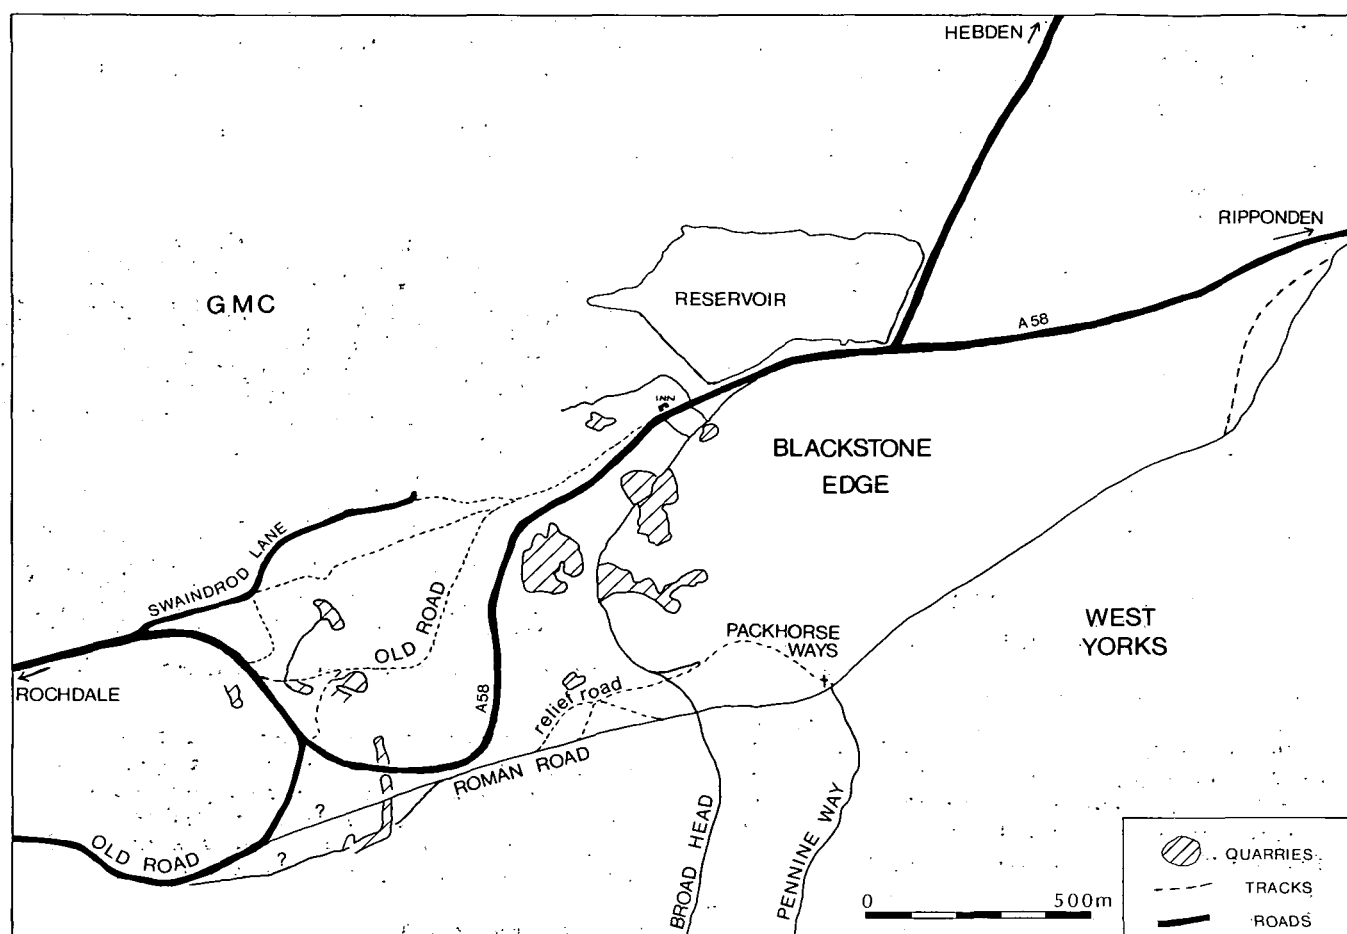 HEBDEN
RIPPONDEN
GMC
RESERVOIR
A58
INN
BLACKSTONE
EDGE
SWAINDROD LANE
OLD ROAD
PACKHORSE
WAYS
WEST
YORKS
ROCHDALE
A58
relief road
ROMAN ROAD
?
?
OLD ROAD
BROAD HEAD
PENNINE WAY
0 500m
QUARRIES
TRACKS
ROADS